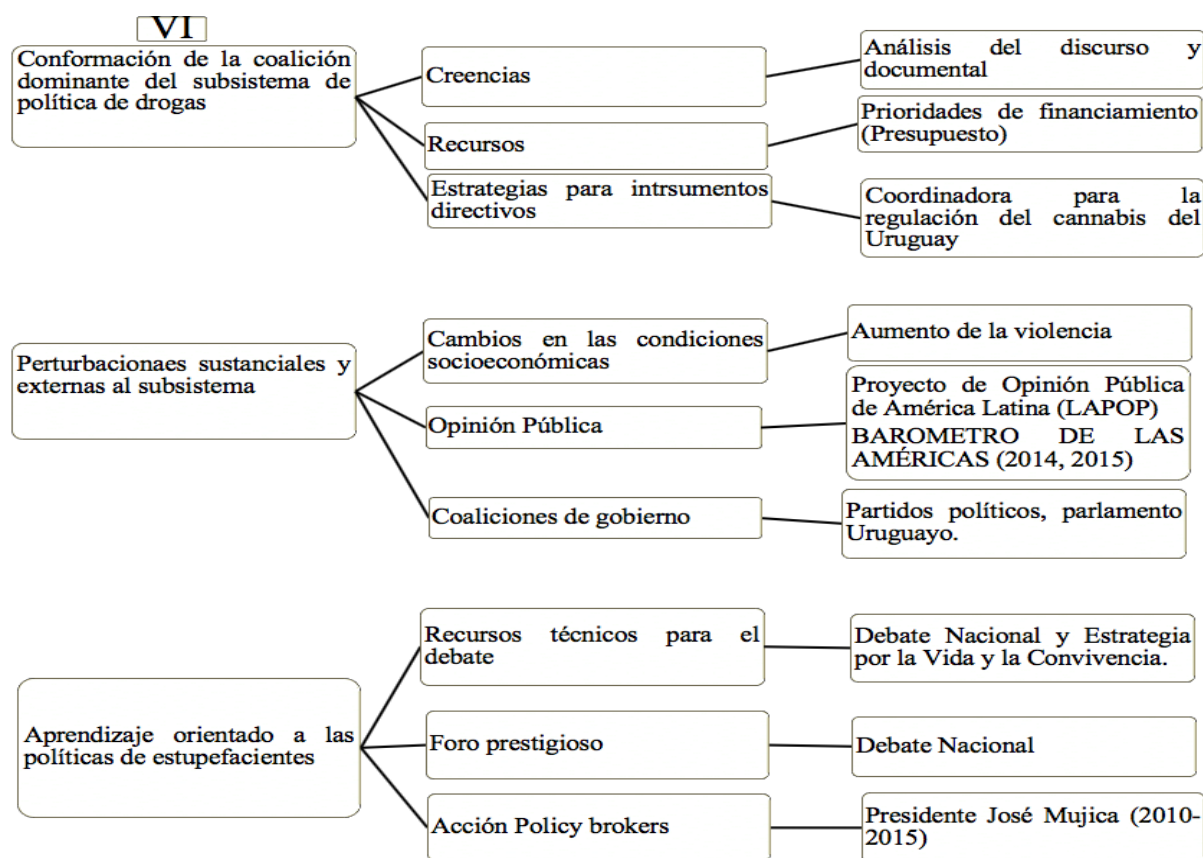 VI
Conformación de la coalición
dominante del subsistema de
política de drogas
Creencias
Análisis del discurso y
documental
Recursos
Prioridades de financiamiento
(Presupuesto)
Estrategias para intrsumentos
directivos
Coordinadora para la
regulación del cannabis del
Uruguay
Perturbacionaes sustanciales y
externas al subsistema
Cambios en las condiciones
socioeconómicas
Aumento de la violencia
Opinión Pública
Proyecto de Opinión Pública
de América Latina (LAPOP)
BAROMETRO DE LAS
AMÉRICAS (2014, 2015)
Coaliciones de gobierno
Partidos políticos, parlamento
Uruguayo.
Aprendizaje orientado a las
políticas de estupefacientes
Recursos técnicos para el
debate
Debate Nacional y Estrategia
por la Vida y la Convivencia.
Foro prestigioso
Debate Nacional
Acción Policy brokers
Presidente José Mujica (2010-
2015)